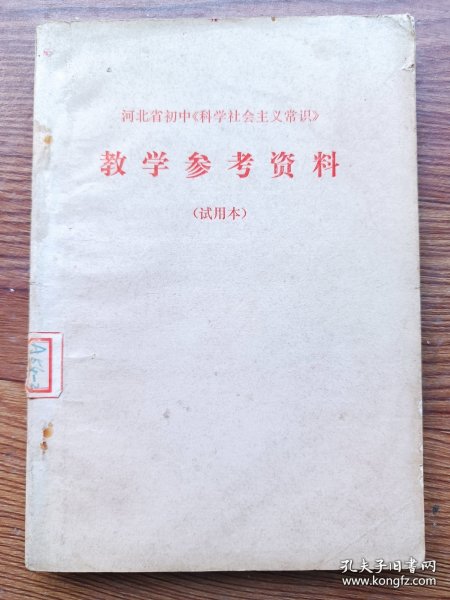 河北省初中《科学社会主义常识》
教学参考资料
（试用本）
孔夫子旧书网
www.kongfz.com